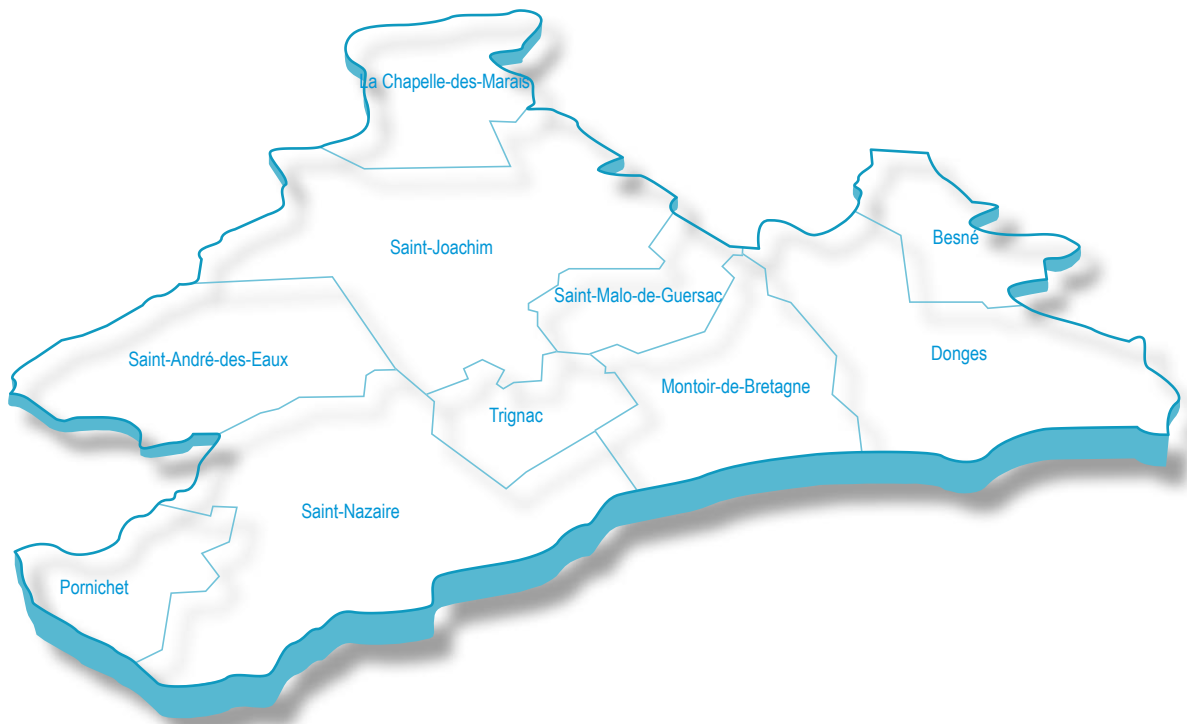 La Chapelle-des-Marais
Saint-Joachim
Besné
Saint-Malo-de-Guersac
Saint-André-des-Eaux
Donges
Montoir-de-Bretagne
Trignac
Saint-Nazaire
Pornichet